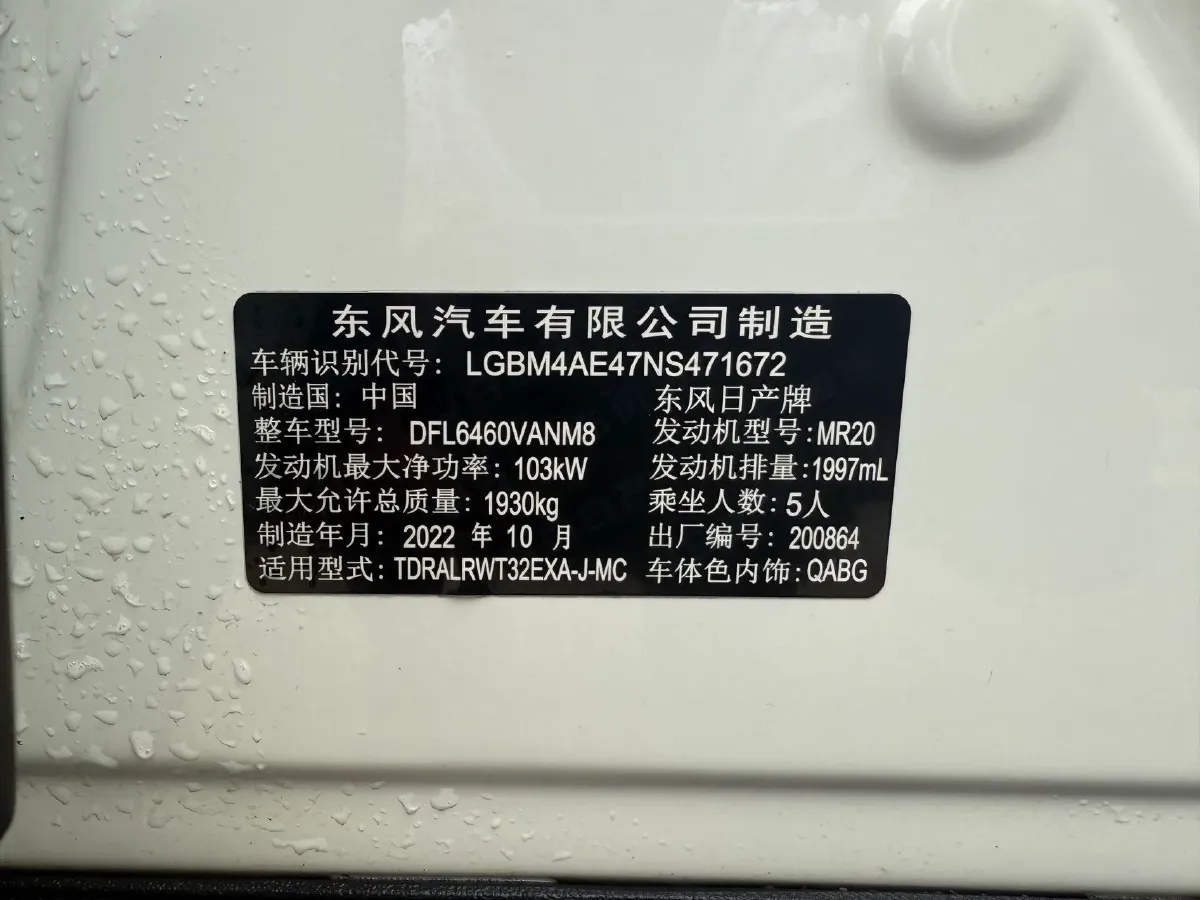 东风汽车有限公司制造
车辆识别代号: LGBM4AE47NS471672
制造国: 中国 东风日产牌
整车型号: DFL6460VANM8 发动机型号:MR20
发动机最大净功率: 103kW 发动机排量:1997mL
最大允许总质量: 1930kg 乘坐人数: 5人
制造年月: 2022 年 10 月 出厂编号: 200864
适用型式: TDRALRWT32EXA-J-MC 车体色内饰:QABG